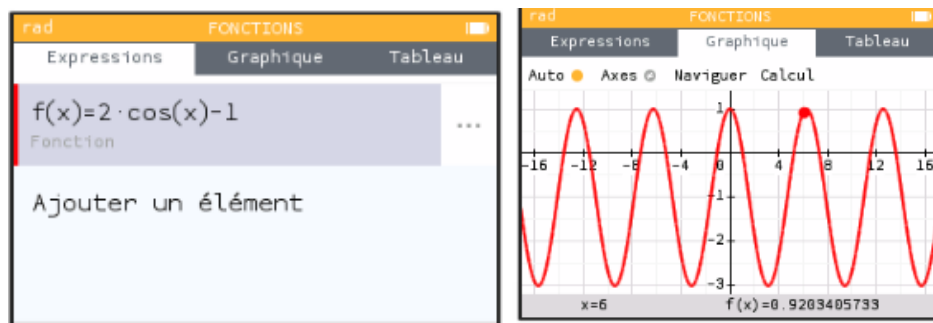 rad FONCTIONS
Expressions Graphique Tableau
f(x)=2·cos(x)-1
Fonction
...
Ajouter un élément
rad FONCTIONS
Expressions Graphique Tableau
Auto Axes Naviguer Calcul
1
-16 -12 -8 -4 0 4 8 12 16
-1
-2
-3
x=6 f(x)=0.9203405733